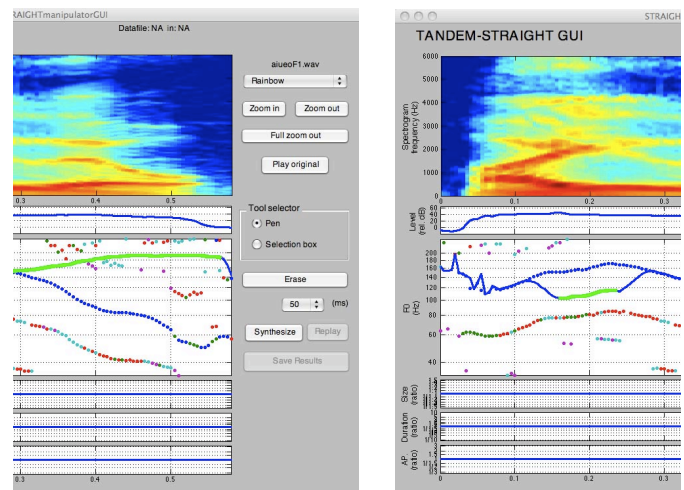 RAIGHTmanipulatorGUI
Datafile: NA in: NA
aiueoF1.wav
Rainbow
Zoom in
Zoom out
Full zoom out
Play original
Tool selector
Pen
Selection box
Erase
50
(ms)
Synthesize
Replay
Save Results
0.3
0.4
0.5
0.3
0.4
0.5
STRAIGH
TANDEM-STRAIGHT GUI
Spectrogram
frequency (Hz)
6000
5000
4000
3000
2000
1000
0
0
0.1
0.2
0.3
Level
(rel. dB)
60
40
20
0
F0
(Hz)
200
180
160
140
120
100
80
60
40
Size
(ratio)
Duration
(ratio)
10
1/10
AP.
(ratio)
0
0.1
0.2
0.3